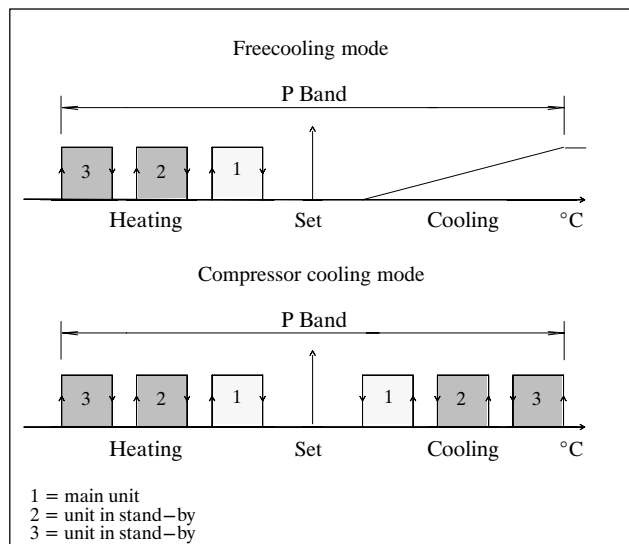 Freecooling mode
P Band
3 2 1
Heating Set Cooling °C
Compressor cooling mode
P Band
3 2 1 1 2 3
Heating Set Cooling °C
1 = main unit
2 = unit in stand−by
3 = unit in stand−by